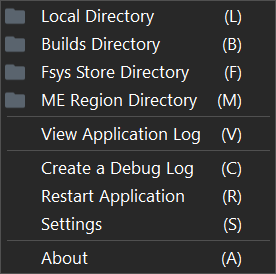 Local Directory (L)
Builds Directory (B)
Fsys Store Directory (F)
ME Region Directory (M)
View Application Log (V)
Create a Debug Log (C)
Restart Application (R)
Settings (S)
About (A)